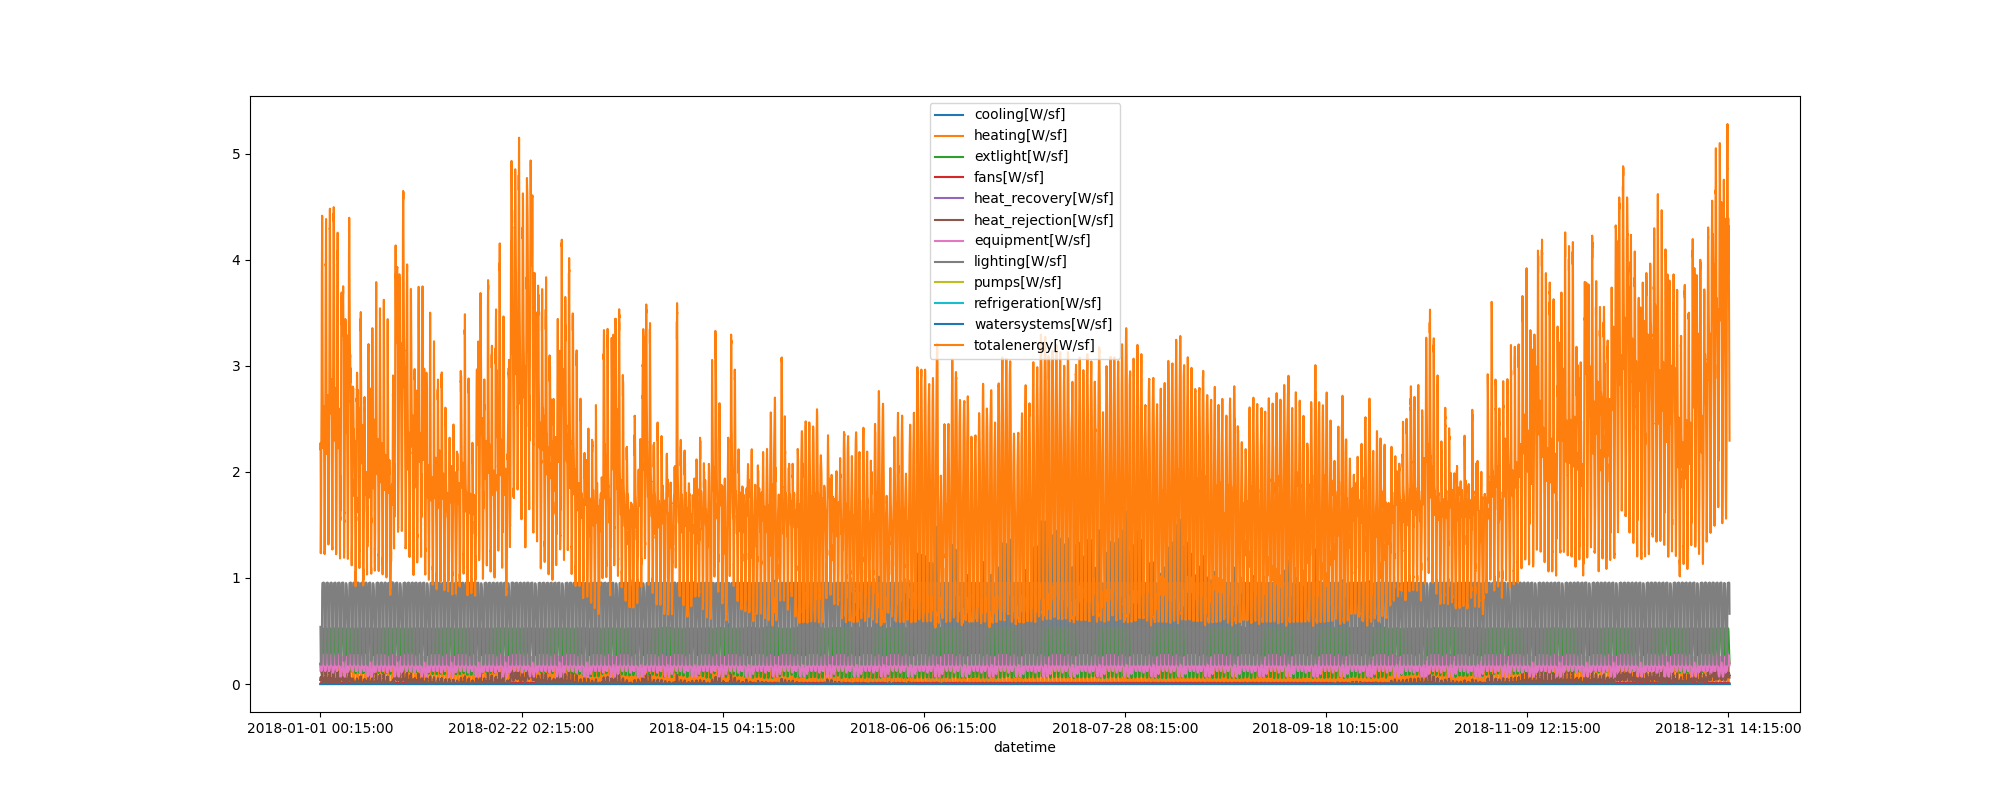 cooling[W/sf]
heating[W/sf]
extlight[W/sf]
fans[W/sf]
heat_recovery[W/sf]
heat_rejection[W/sf]
equipment[W/sf]
lighting[W/sf]
pumps[W/sf]
refrigeration[W/sf]
watersystems[W/sf]
totalenergy[W/sf]
5
4
3
2
1
0
2018-01-01 00:15:00 2018-02-22 02:15:00 2018-04-15 04:15:00 2018-06-06 06:15:00 2018-07-28 08:15:00 2018-09-18 10:15:00 2018-11-09 12:15:00 2018-12-31 14:15:00
datetime